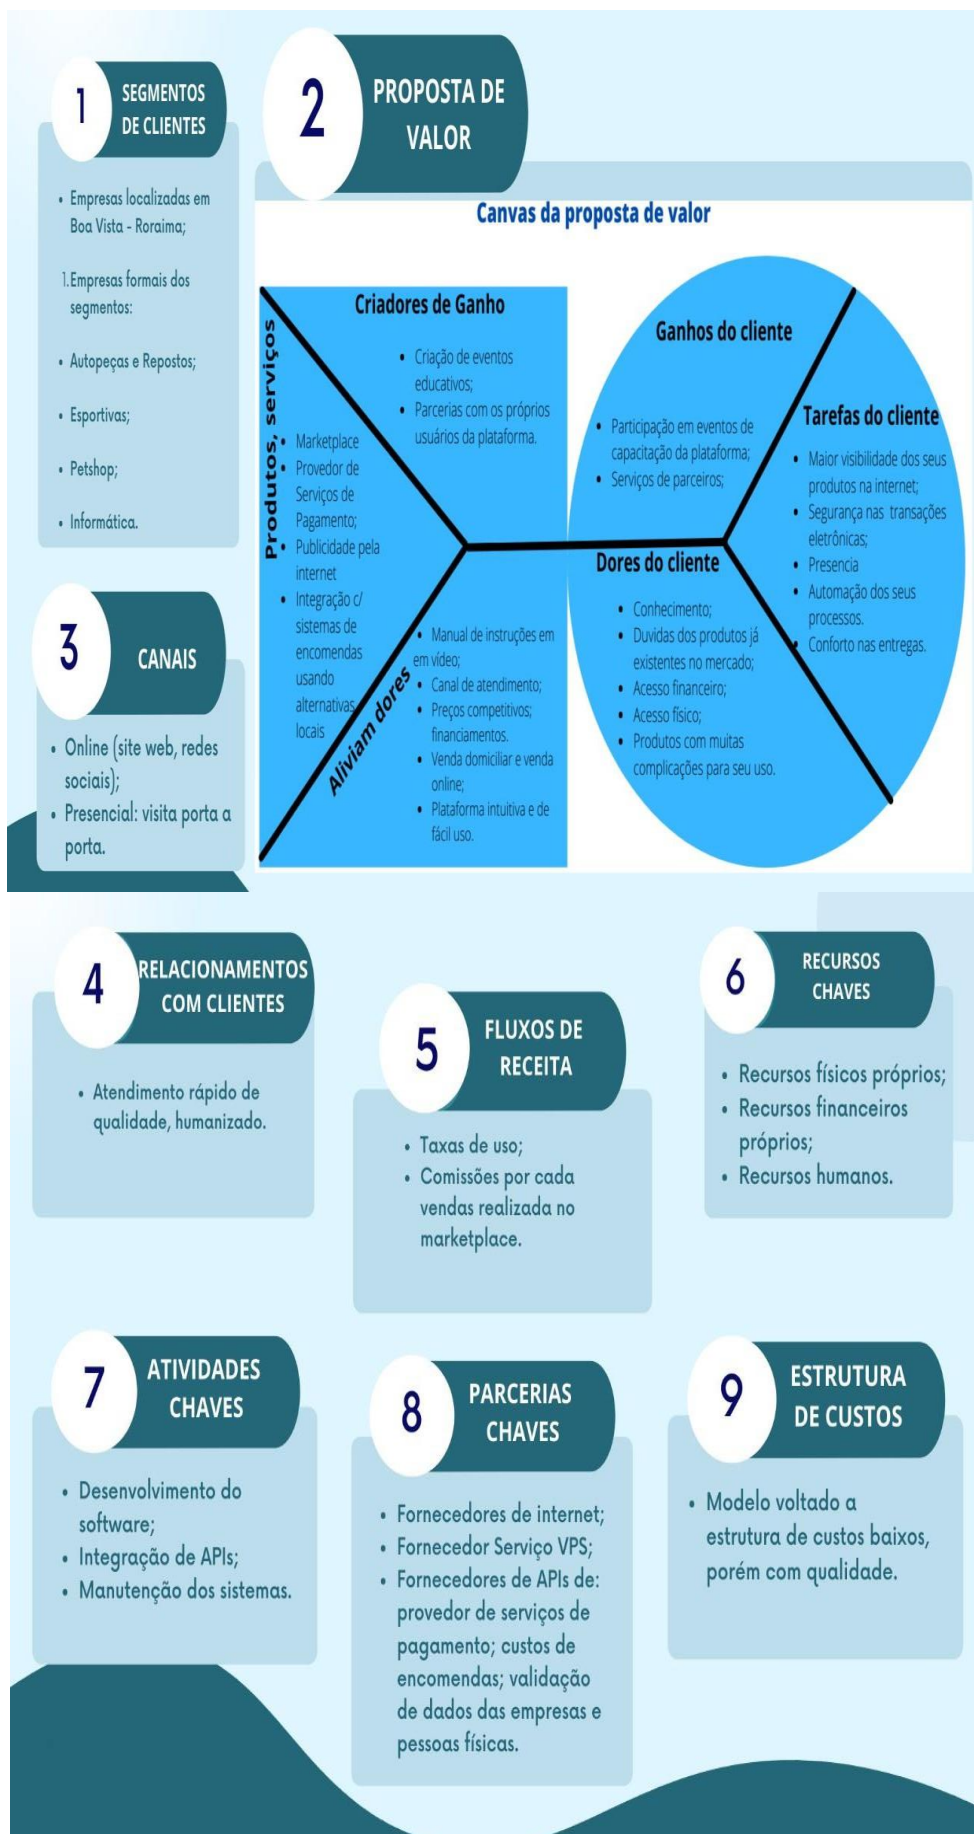 1
SEGMENTOS
DE CLIENTES
• Empresas localizadas em
Boa Vista - Roraima;
1. Empresas formais dos
segmentos:
• Autopeças e Repostos;
• Esportivas;
• Petshop;
• Informática.
2
PROPOSTA DE
VALOR
Canvas da proposta de valor
Produtos, serviços
• Marketplace
• Provedor de
Serviços de
Pagamento;
• Publicidade pela
internet
• Integração c/
sistemas de
encomendas
usando
alternativas
locais
Criadores de Ganho
• Criação de eventos
educativos;
• Parcerias com os próprios
usuários da plataforma.
Aliviam dores
• Manual de instruções em
em vídeo;
• Canal de atendimento;
• Preços competitivos;
financiamentos.
• Venda domiciliar e venda
online;
• Plataforma intuitiva e de
fácil uso.
Ganhos do cliente
• Participação em eventos de
capacitação da plataforma;
• Serviços de parceiros;
Dores do cliente
• Conhecimento;
• Duvidas dos produtos já
existentes no mercado;
• Acesso financeiro;
• Acesso físico;
• Produtos com muitas
complicações para seu uso.
Tarefas do cliente
• Maior visibilidade dos seus
produtos na internet;
• Segurança nas transações
eletrônicas;
• Presencia
• Automação dos seus
processos.
• Conforto nas entregas.
3
CANAIS
• Online (site web, redes
sociais);
• Presencial: visita porta a
porta.
4
RELACIONAMENTOS
COM CLIENTES
• Atendimento rápido de
qualidade, humanizado.
5
FLUXOS DE
RECEITA
• Taxas de uso;
• Comissões por cada
vendas realizada no
marketplace.
6
RECURSOS
CHAVES
• Recursos físicos próprios;
• Recursos financeiros
próprios;
• Recursos humanos.
7
ATIVIDADES
CHAVES
• Desenvolvimento do
software;
• Integração de APIs;
• Manutenção dos sistemas.
8
PARCERIAS
CHAVES
• Fornecedores de internet;
• Fornecedor Serviço VPS;
• Fornecedores de APIs de:
provedor de serviços de
pagamento; custos de
encomendas; validação
de dados das empresas e
pessoas físicas.
9
ESTRUTURA
DE CUSTOS
• Modelo voltado a
estrutura de custos baixos,
porém com qualidade.